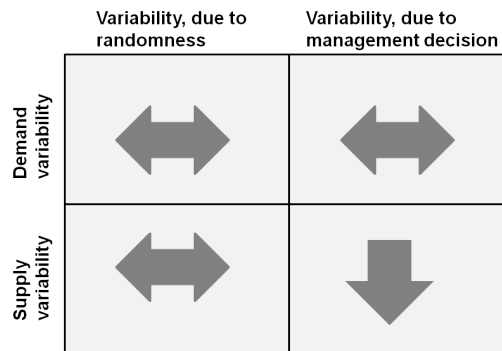 Variability, due to
randomness
Variability, due to
management decision
Demand
variability
Supply
variability